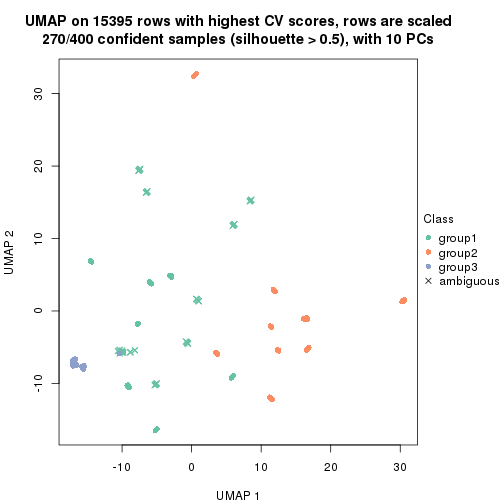 UMAP on 15395 rows with highest CV scores, rows are scaled
270/400 confident samples (silhouette > 0.5), with 10 PCs
30
20
10
0
-10
UMAP 2
-10
0
10
20
30
UMAP 1
Class
group1
group2
group3
ambiguous